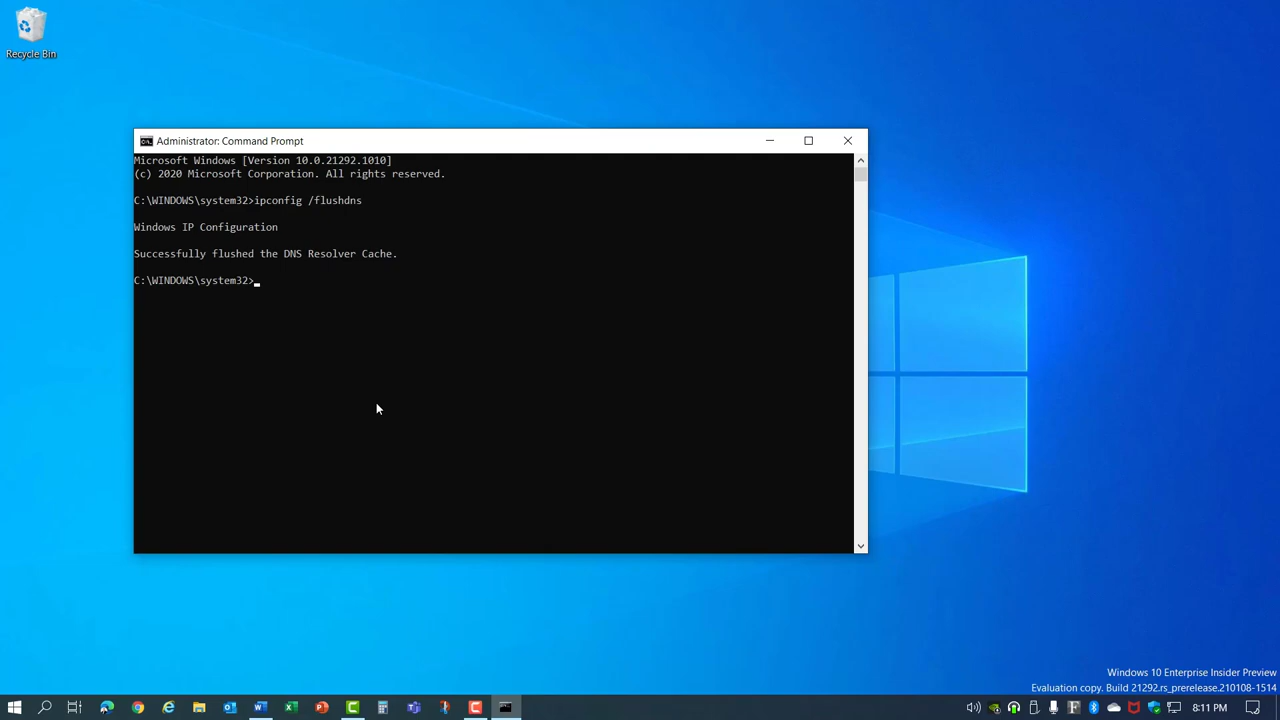 Recycle Bin
Administrator: Command Prompt
Microsoft Windows [Version 10.0.21292.1010]
(c) 2020 Microsoft Corporation. All rights reserved.
C:\WINDOWS\system32>ipconfig /flushdns
Windows IP Configuration
Successfully flushed the DNS Resolver Cache.
C:\WINDOWS\system32>
Windows 10 Enterprise Insider Preview
Evaluation copy. Build 21292.rs_prerelease.210108-1514
8:11 PM